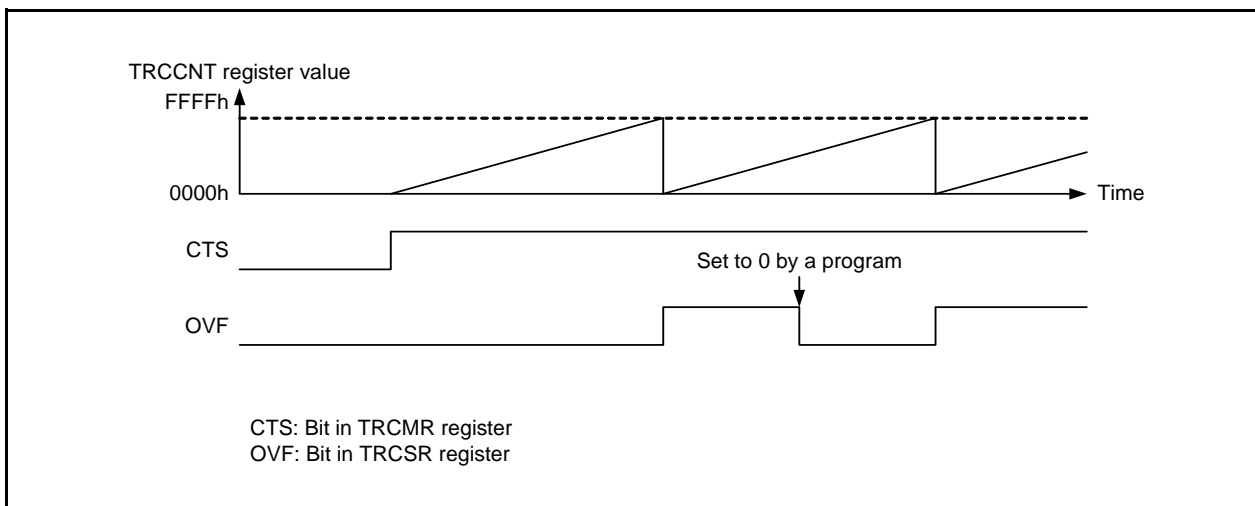 TRCCNT register value
FFFFh
0000h
Time
CTS
Set to 0 by a program
OVF
CTS: Bit in TRCMR register
OVF: Bit in TRCSR register